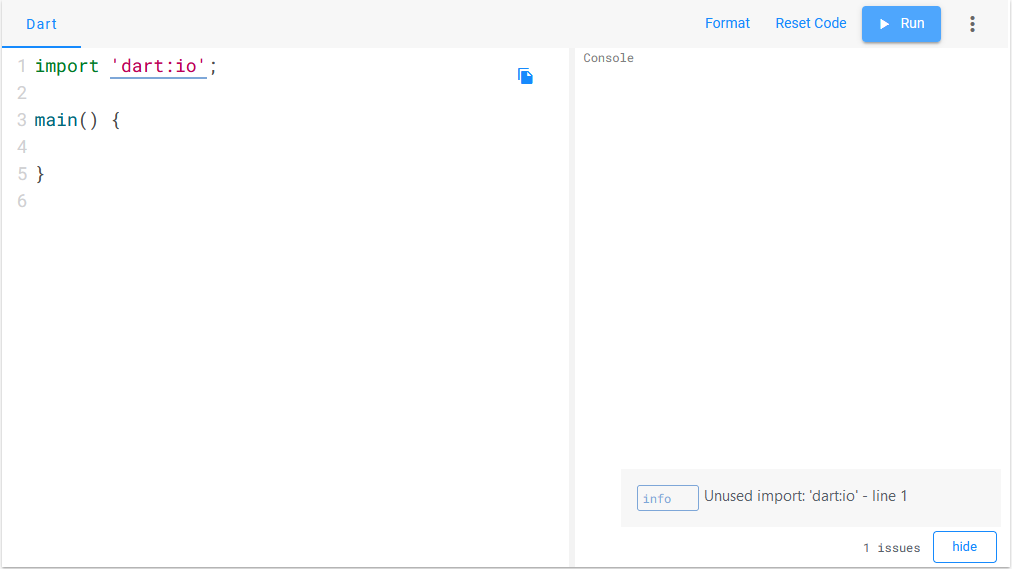 Dart
Format Reset Code Run
1 import 'dart:io';
2
3 main() {
4
5 }
6
Console
info Unused import: 'dart:io' - line 1
1 issues hide